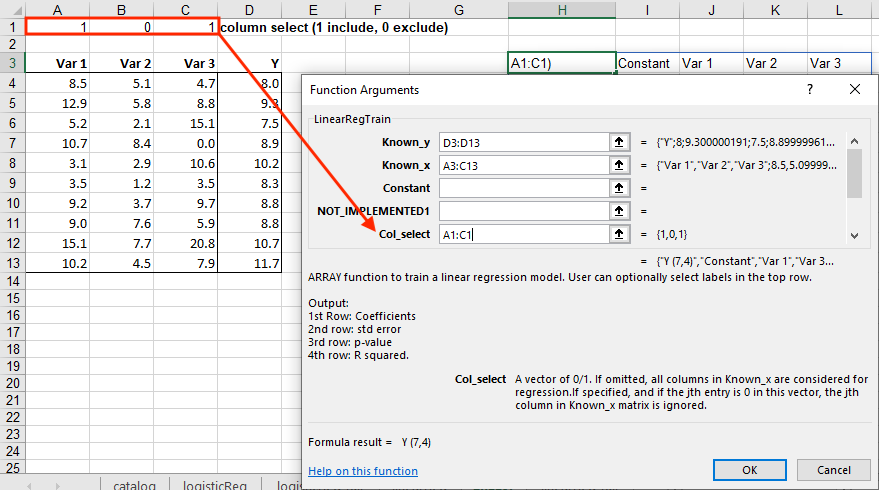 A B C D E F G H I J K L
1 1 0 1 column select (1 include, 0 exclude)
2
3 Var 1 Var 2 Var 3 Y A1:C1) Constant Var 1 Var 2 Var 3
4 8.5 5.1 4.7 8.0
5 12.9 5.8 8.8 9.3
6 5.2 2.1 15.1 7.5
7 10.7 8.4 0.0 8.9
8 3.1 2.9 10.6 10.2
9 3.5 1.2 3.5 8.3
10 9.2 3.7 9.7 8.8
11 9.0 7.6 5.9 8.8
12 15.1 7.7 20.8 10.7
13 10.2 4.5 7.9 11.7
14
15
16
17
18
19
20
21
22
23
24
25
Function Arguments ?
LinearRegTrain
Known_y D3:D13 = {"Y";8;9.300000191;7.5;8.89999961...
Known_x A3:C13 = {"Var 1","Var 2","Var 3";8.5,5.09999...
Constant =
NOT_IMPLEMENTED1 =
Col_select A1:C1 = {1,0,1}
= {"Y (7,4)","Constant","Var 1","Var 3...
ARRAY function to train a linear regression model. User can optionally select labels in the top row.
Output:
1st Row: Coefficients
2nd row: std error
3rd row: p-value
4th row: R squared.
Col_select A vector of 0/1. If omitted, all columns in Known_x are considered for
regression.If specified, and if the jth entry is 0 in this vector, the jth
column in Known_x matrix is ignored.
Formula result = Y (7,4)
Help on this function OK Cancel
catalog logisticReg